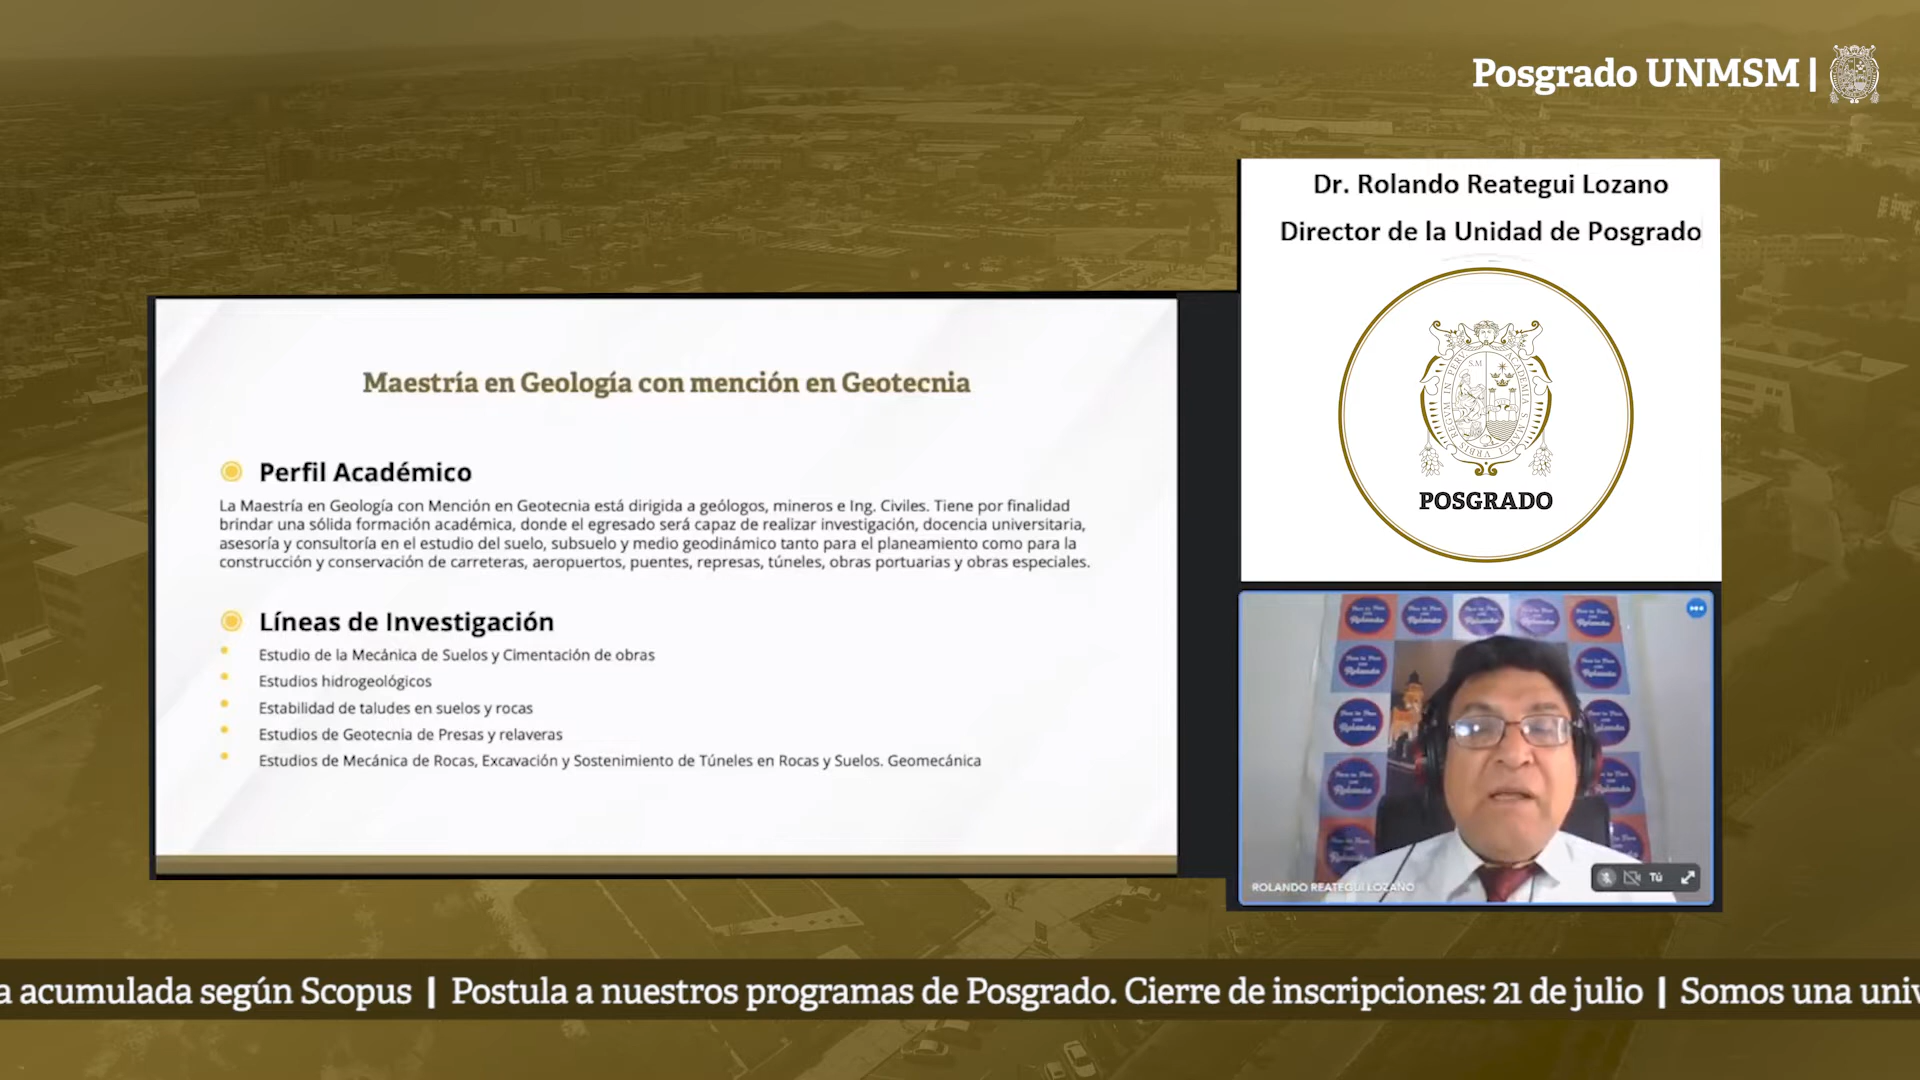 Posgrado UNMSM |
Dr. Rolando Reategui Lozano
Director de la Unidad de Posgrado
POSGRADO
Maestría en Geología con mención en Geotecnia
Perfil Académico
La Maestría en Geología con Mención en Geotecnia está dirigida a geólogos, mineros e Ing. Civiles. Tiene por finalidad
brindar una sólida formación académica, donde el egresado será capaz de realizar investigación, docencia universitaria,
asesoría y consultoría en el estudio del suelo, subsuelo y medio geodinámico tanto para el planeamiento como para la
construcción y conservación de carreteras, aeropuertos, puentes, represas, túneles, obras portuarias y obras especiales.
Líneas de Investigación
Estudio de la Mecánica de Suelos y Cimentación de obras
Estudios hidrogeológicos
Estabilidad de taludes en suelos y rocas
Estudios de Geotecnia de Presas y relaveras
Estudios de Mecánica de Rocas, Excavación y Sostenimiento de Túneles en Rocas y Suelos. Geomecánica
ROLANDO REATEGUI LOZANO
Tú
a acumulada según Scopus | Postula a nuestros programas de Posgrado. Cierre de inscripciones: 21 de julio | Somos una univ